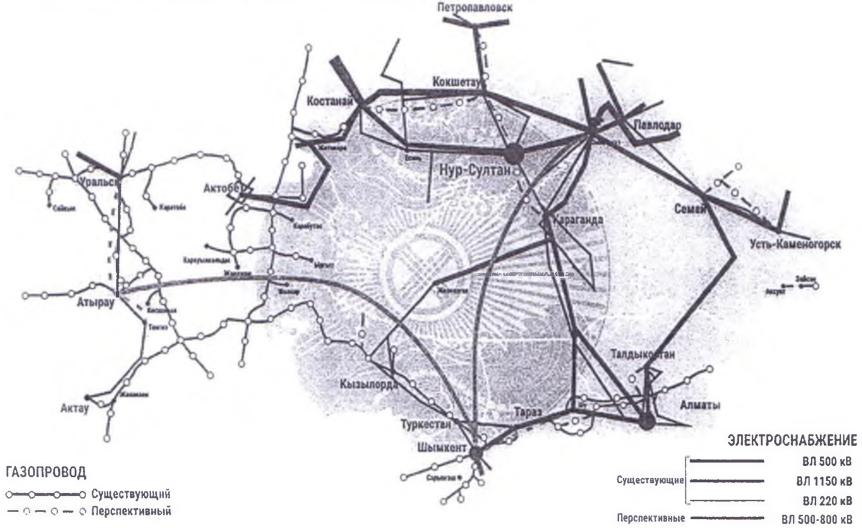 Петропавловск
Кокшетау
Костанай
Павлодар
Нур-Султан
Уральск
Актобе
Каратобе
Караганда
Семей
Усть-Каменогорск
Атырау
Тенгиз
Талдыкорган
Кызылорда
Актау
Тараз
Алматы
Туркестан
Шымкент
ЭЛЕКТРОСНАБЖЕНИЕ
ГАЗОПРОВОД
ВЛ 500 кВ
Существующие
ВЛ 1150 кВ
Существующий
ВЛ 220 кВ
Перспективный
Перспективные
ВЛ 500-800 кВ